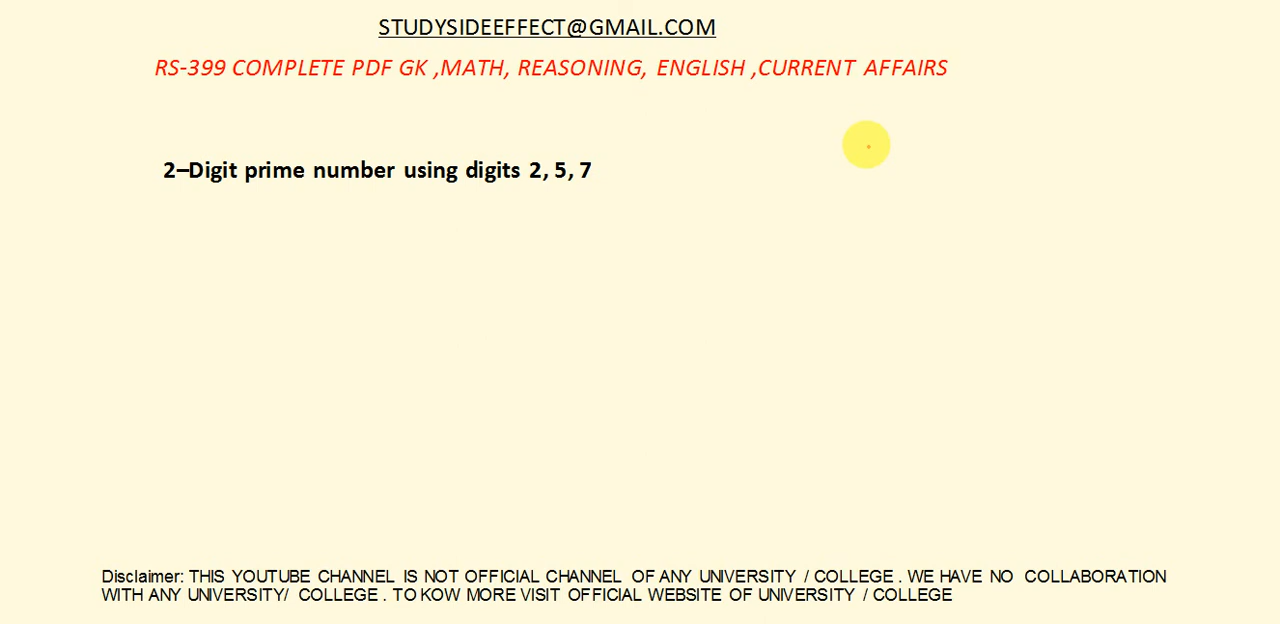 STUDYSIDEEFFECT@GMAIL.COM
RS-399 COMPLETE PDF GK ,MATH, REASONING, ENGLISH ,CURRENT AFFAIRS
2–Digit prime number using digits 2, 5, 7
Disclaimer: THIS YOUTUBE CHANNEL IS NOT OFFICIAL CHANNEL OF ANY UNIVERSITY / COLLEGE . WE HAVE NO COLLABORATION
WITH ANY UNIVERSITY/ COLLEGE . TO KOW MORE VISIT OFFICIAL WEBSITE OF UNIVERSITY / COLLEGE